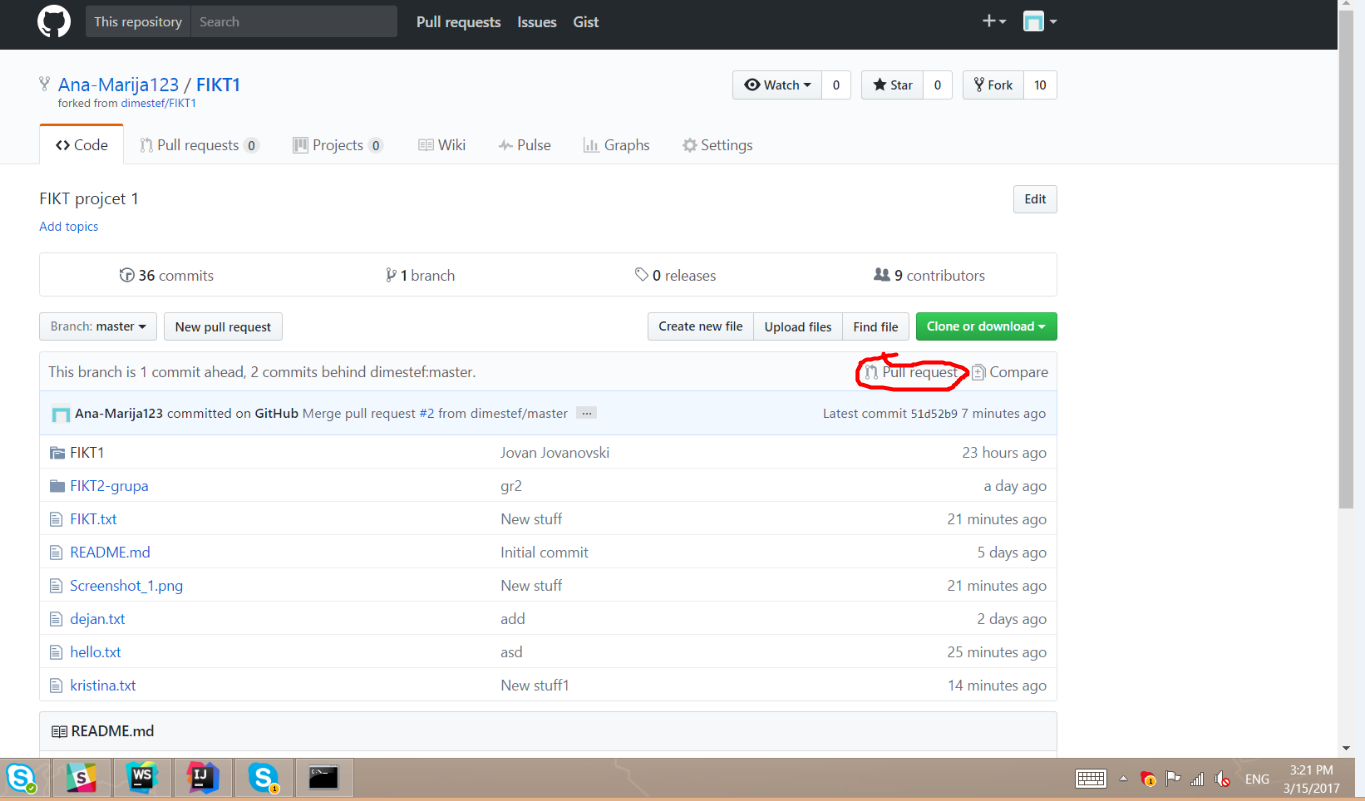 This repository Search Pull requests Issues Gist
Ana-Marija123 / FIKT1 Watch 0 Star 0 Fork 10
forked from dimestef/FIKT1
Code Pull requests 0 Projects 0 Wiki Pulse Graphs Settings
FIKT projcet 1 Edit
Add topics
36 commits 1 branch 0 releases 9 contributors
Branch: master New pull request Create new file Upload files Find file Clone or download
This branch is 1 commit ahead, 2 commits behind dimestef:master. Pull request Compare
Ana-Marija123 committed on GitHub Merge pull request #2 from dimestef/master ... Latest commit 51d52b9 7 minutes ago
FIKT1 Jovan Jovanovski 23 hours ago
FIKT2-grupa gr2 a day ago
FIKT.txt New stuff 21 minutes ago
README.md Initial commit 5 days ago
Screenshot_1.png New stuff 21 minutes ago
dejan.txt add 2 days ago
hello.txt asd 25 minutes ago
kristina.txt New stuff1 14 minutes ago
README.md
S S WS IJ S 1 1 ENG 3:21 PM
3/15/2017